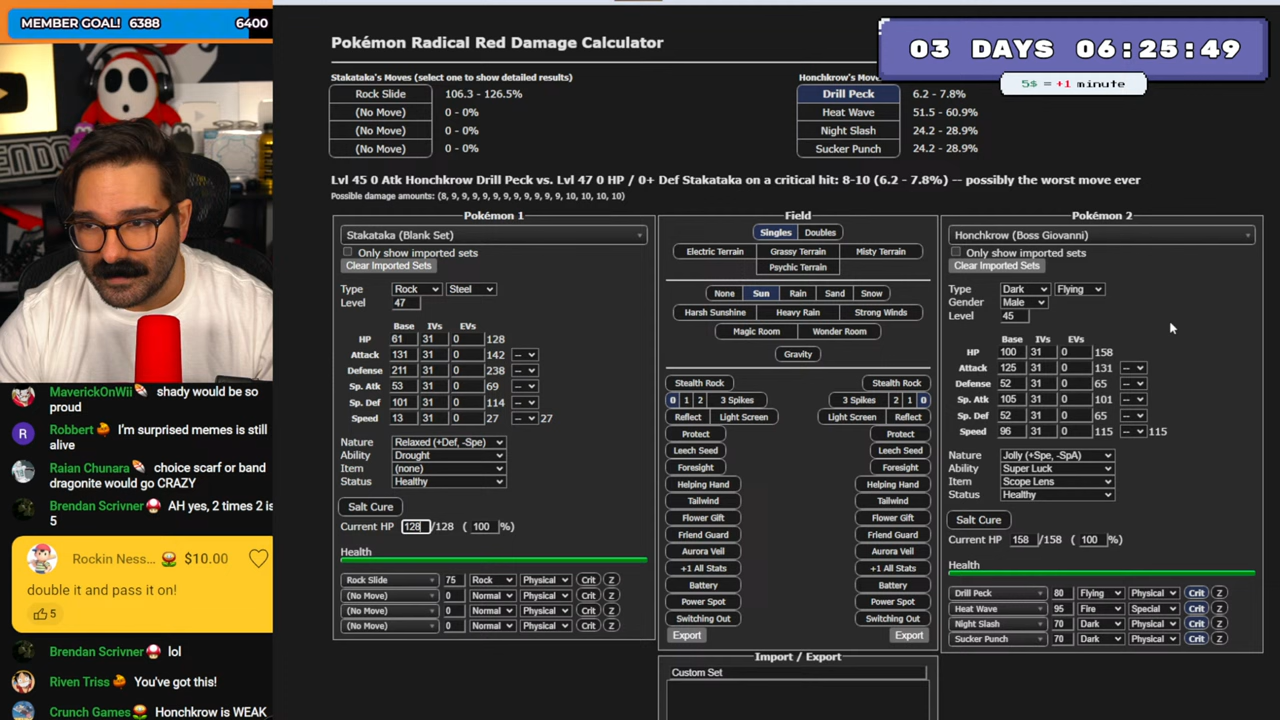 MEMBER GOAL! 6388 6400
03 DAYS 06:25:49
5$ = +1 minute
Pokémon Radical Red Damage Calculator
Stakataka's Moves (select one to show detailed results)
Rock Slide 106.3 - 126.5%
(No Move) 0 - 0%
(No Move) 0 - 0%
(No Move) 0 - 0%
Honchkrow's Move
Drill Peck 6.2 - 7.8%
Heat Wave 51.5 - 60.9%
Night Slash 24.2 - 28.9%
Sucker Punch 24.2 - 28.9%
Lvl 45 0 Atk Honchkrow Drill Peck vs. Lvl 47 0 HP / 0+ Def Stakataka on a critical hit: 8-10 (6.2 - 7.8%) -- possibly the worst move ever
Possible damage amounts: (8, 9, 9, 9, 9, 9, 9, 9, 9, 9, 9, 9, 10, 10, 10, 10)
Pokémon 1
Stakataka (Blank Set)
Only show imported sets
Clear Imported Sets
Type Rock Steel
Level 47
Base IVs EVs
HP 61 31 0 128
Attack 131 31 0 142 --
Defense 211 31 0 238 --
Sp. Atk 53 31 0 69 --
Sp. Def 101 31 0 114 --
Speed 13 31 0 27 -- 27
Nature Relaxed (+Def, -Spe)
Ability Drought
Item (none)
Status Healthy
Salt Cure
Current HP 128/128 ( 100 %)
Health
Rock Slide 75 Rock Physical Crit Z
(No Move) 0 Normal Physical Crit Z
(No Move) 0 Normal Physical Crit Z
(No Move) 0 Normal Physical Crit Z
Field
Singles Doubles
Electric Terrain Grassy Terrain Misty Terrain
Psychic Terrain
None Sun Rain Sand Snow
Harsh Sunshine Heavy Rain Strong Winds
Magic Room Wonder Room
Gravity
Stealth Rock Stealth Rock
0 1 2 3 Spikes 3 Spikes 2 1 0
Reflect Light Screen Light Screen Reflect
Protect Protect
Leech Seed Leech Seed
Foresight Foresight
Helping Hand Helping Hand
Tailwind Tailwind
Flower Gift Flower Gift
Friend Guard Friend Guard
Aurora Veil Aurora Veil
+1 All Stats +1 All Stats
Battery Battery
Power Spot Power Spot
Switching Out Switching Out
Export Export
Import / Export
Custom Set
Pokémon 2
Honchkrow (Boss Giovanni)
Only show imported sets
Clear Imported Sets
Type Dark Flying
Gender Male
Level 45
Base IVs EVs
HP 100 31 0 158
Attack 125 31 0 131 --
Defense 52 31 0 65 --
Sp. Atk 105 31 0 101 --
Sp. Def 52 31 0 65 --
Speed 96 31 0 115 -- 115
Nature Jolly (+Spe, -SpA)
Ability Super Luck
Item Scope Lens
Status Healthy
Salt Cure
Current HP 158 /158 ( 100 %)
Health
Drill Peck 80 Flying Physical Crit Z
Heat Wave 95 Fire Special Crit Z
Night Slash 70 Dark Physical Crit Z
Sucker Punch 70 Dark Physical Crit Z
MaverickOnWii shady would be so
proud
R Robbert I'm surprised memes is still
alive
Raian Chunara choice scarf or band
dragonite would go CRAZY
Brendan Scrivner AH yes, 2 times 2 is
5
Rockin Ness... $10.00
double it and pass it on!
5
Brendan Scrivner lol
Riven Triss You've got this!
Crunch Games Honchkrow is WEAK